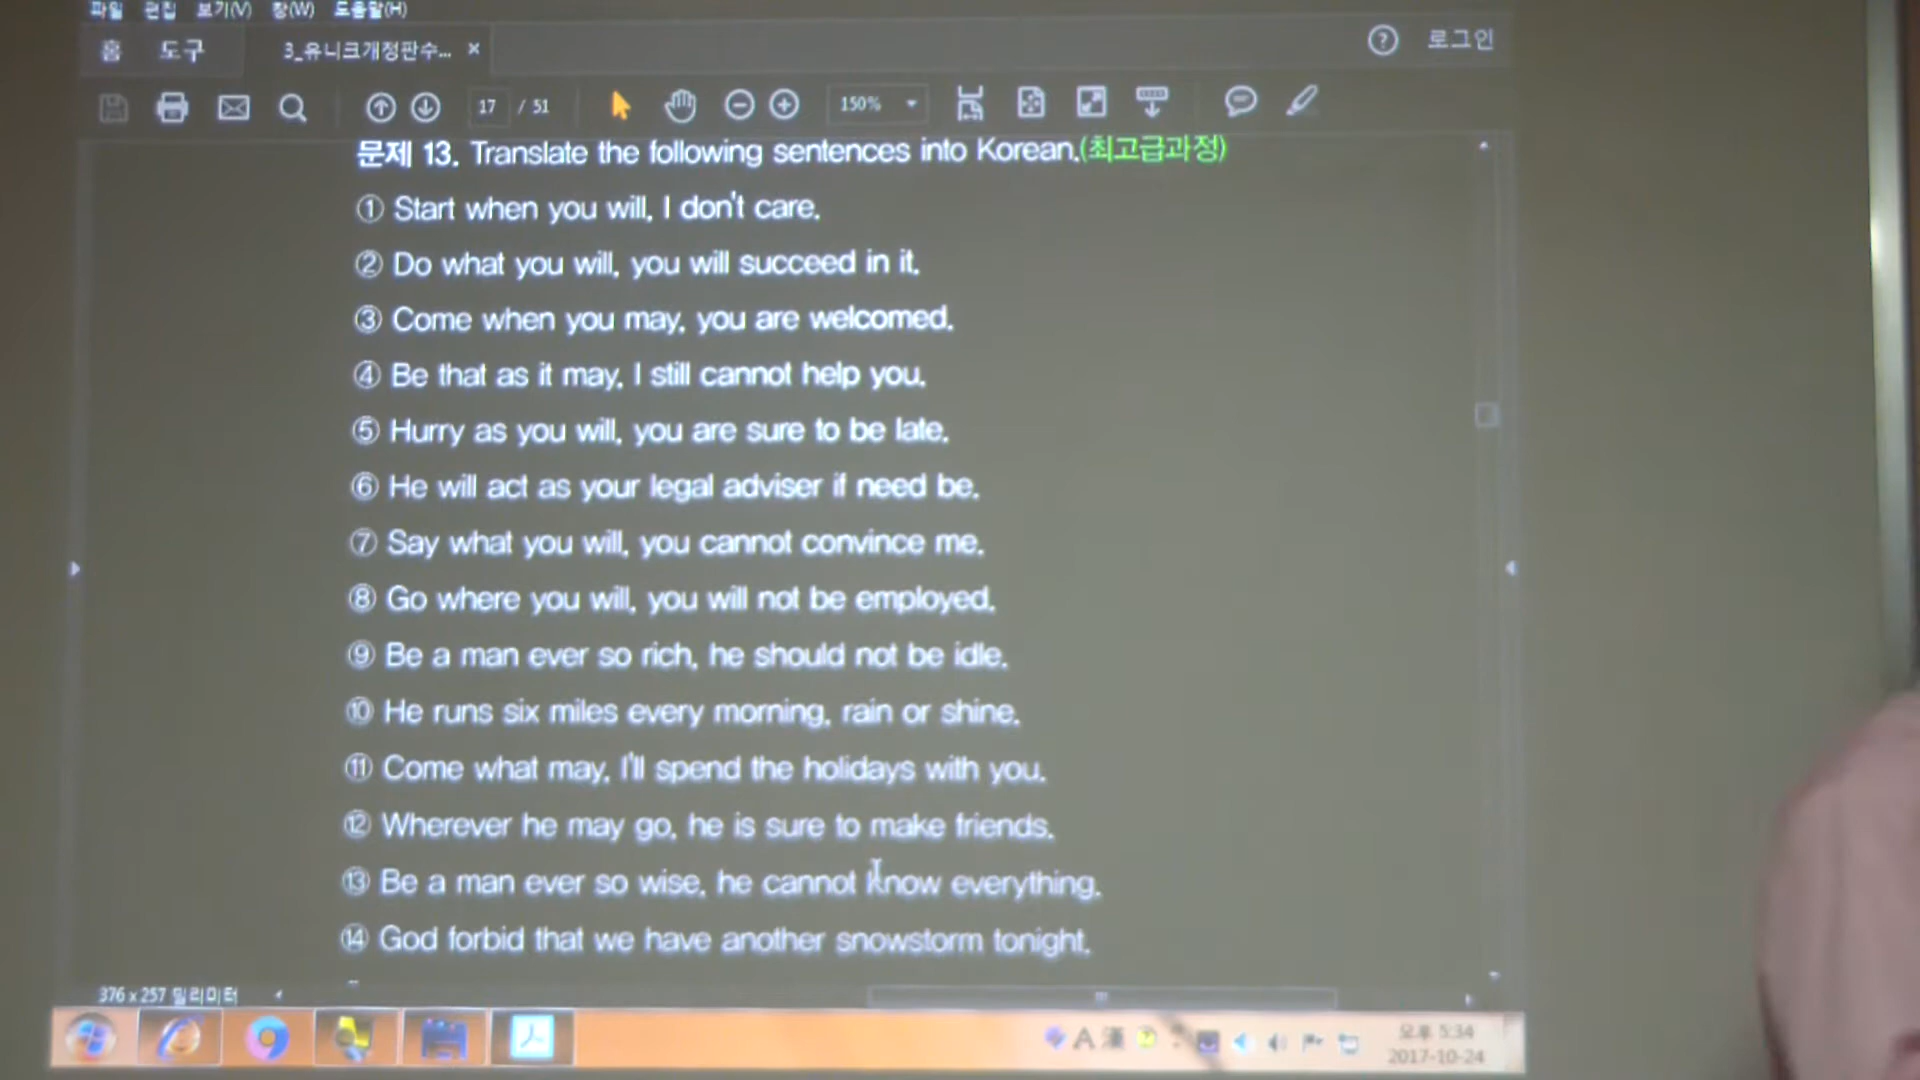 파일 편집 보기(V) 창(W) 도움말(H)
홈 도구 3_유니크개정판수... × ? 로그인
17 / 51 150%
문제 13. Translate the following sentences into Korean.(최고급과정)
① Start when you will, I don't care.
② Do what you will, you will succeed in it.
③ Come when you may, you are welcomed.
④ Be that as it may, I still cannot help you.
⑤ Hurry as you will, you are sure to be late.
⑥ He will act as your legal adviser if need be.
⑦ Say what you will, you cannot convince me.
⑧ Go where you will, you will not be employed.
⑨ Be a man ever so rich, he should not be idle.
⑩ He runs six miles every morning, rain or shine.
⑪ Come what may, I'll spend the holidays with you.
⑫ Wherever he may go, he is sure to make friends.
⑬ Be a man ever so wise, he cannot know everything.
⑭ God forbid that we have another snowstorm tonight.
376 x 257 밀리미터
A 漢 오후 5:34
2017-10-24